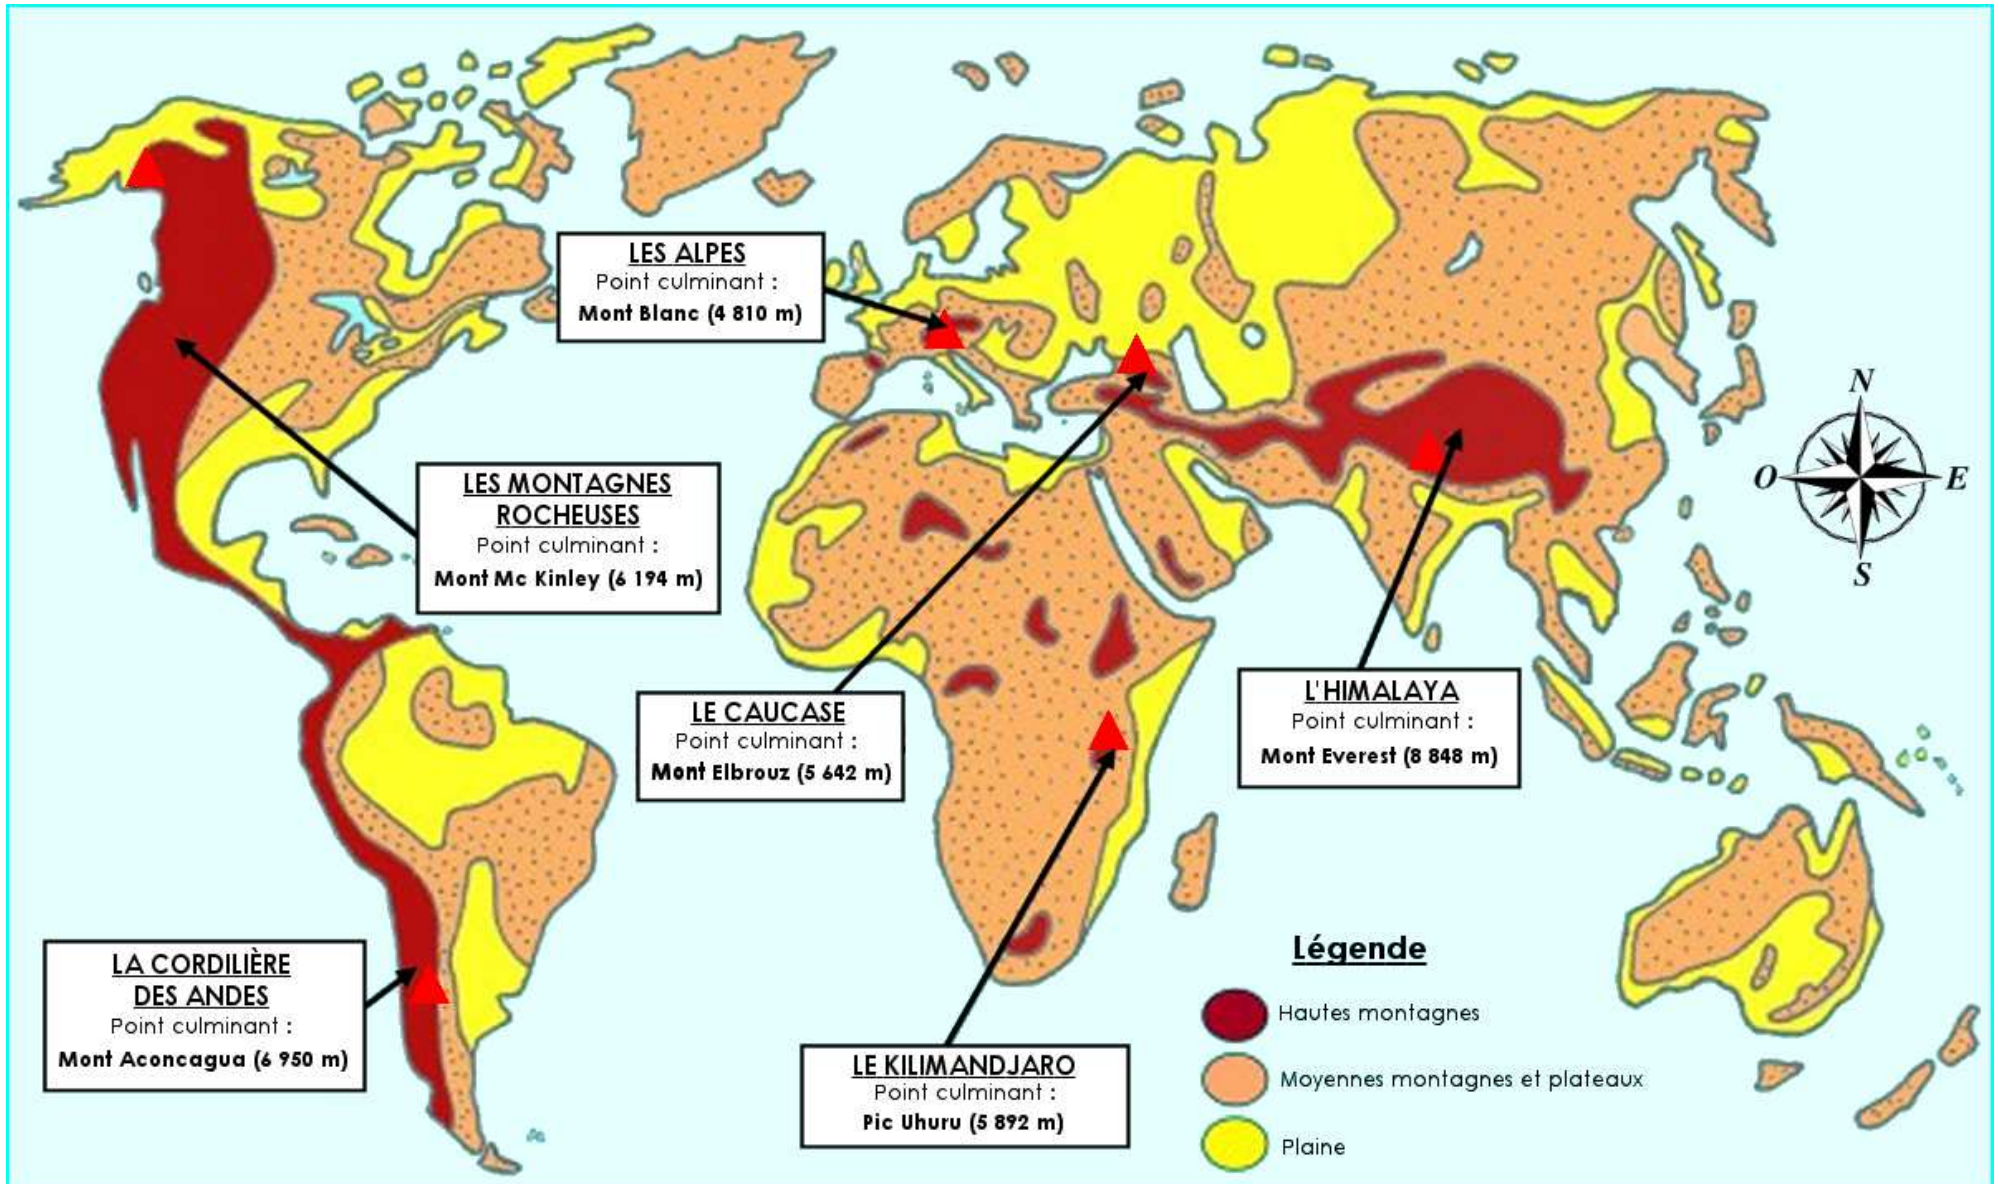 LES ALPES
Point culminant :
Mont Blanc (4 810 m)
LES MONTAGNES
ROCHEUSES
Point culminant :
Mont Mc Kinley (6 194 m)
N
O
E
S
LE CAUCASE
Point culminant :
Mont Elbrouz (5 642 m)
L'HIMALAYA
Point culminant :
Mont Everest (8 848 m)
LA CORDILIÈRE
DES ANDES
Point culminant :
Mont Aconcagua (6 950 m)
LE KILIMANDJARO
Point culminant :
Pic Uhuru (5 892 m)
Légende
Hautes montagnes
Moyennes montagnes et plateaux
Plaine